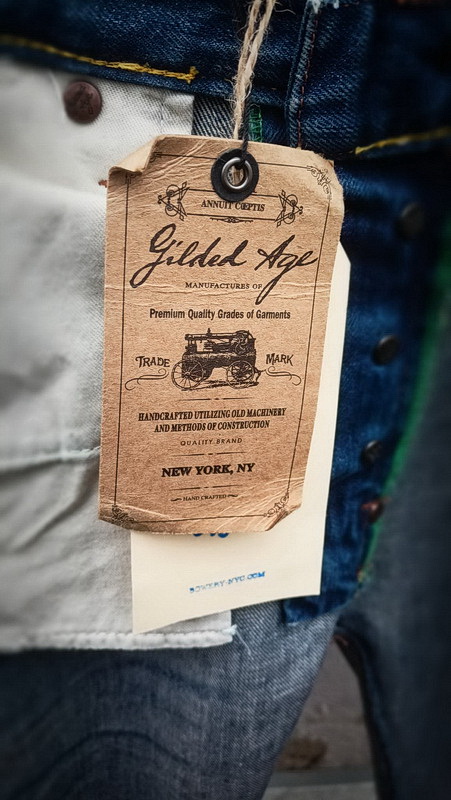 ANNUIT CŒPTIS
Gilded Age
MANUFACTURES OF
Premium Quality Grades of Garments
TRADE MARK
HANDCRAFTED UTILIZING OLD MACHINERY
AND METHODS OF CONSTRUCTION
QUALITY BRAND
NEW YORK, NY
HAND CRAFTED
BOWERY-NYC.COM